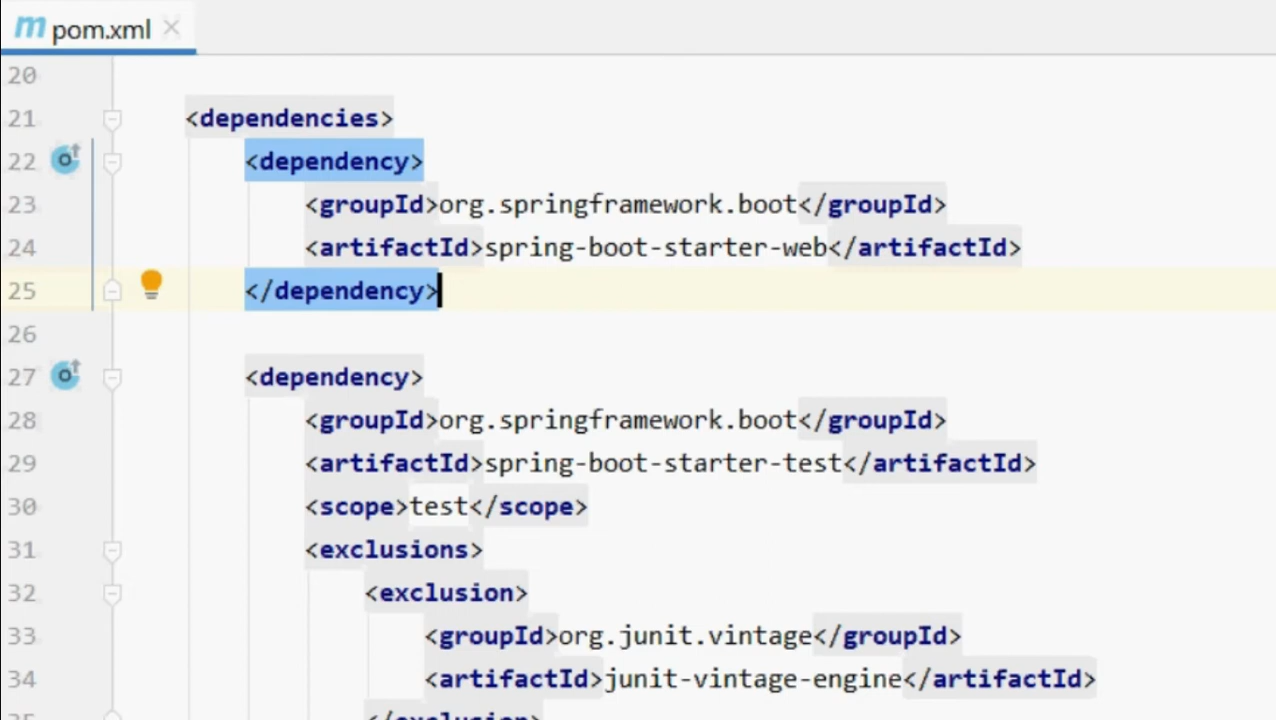 pom.xml
20
21 <dependencies>
22 <dependency>
23 <groupId>org.springframework.boot</groupId>
24 <artifactId>spring-boot-starter-web</artifactId>
25 </dependency>
26
27 <dependency>
28 <groupId>org.springframework.boot</groupId>
29 <artifactId>spring-boot-starter-test</artifactId>
30 <scope>test</scope>
31 <exclusions>
32 <exclusion>
33 <groupId>org.junit.vintage</groupId>
34 <artifactId>junit-vintage-engine</artifactId>
35 </exclusion>